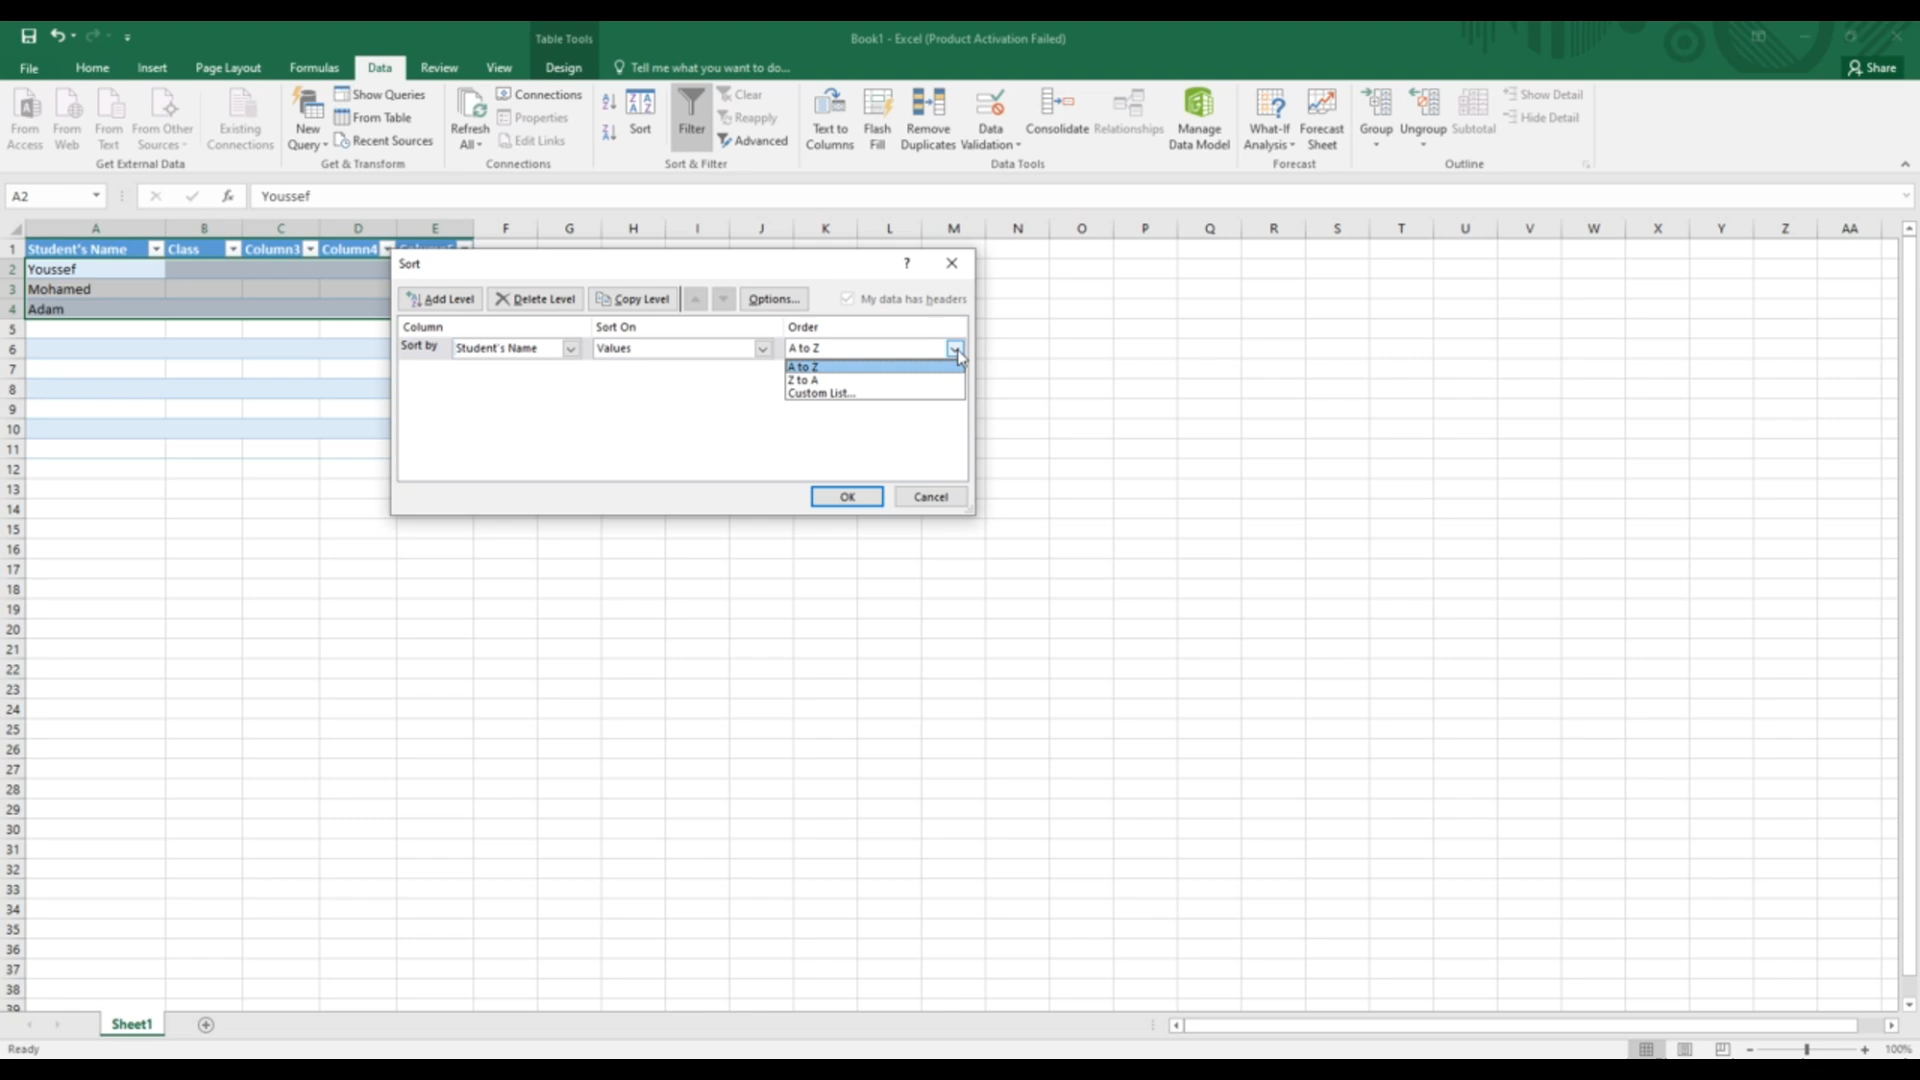 Table Tools
Book1 - Excel (Product Activation Failed)
File Home Insert Page Layout Formulas Data Review View Design Tell me what you want to do... Share
From Access
From Web
From Text
From Other Sources
Existing Connections
Get External Data
New Query
Show Queries
From Table
Recent Sources
Get & Transform
Refresh All
Connections
Properties
Edit Links
Connections
Sort
Filter
Clear
Reapply
Advanced
Sort & Filter
Text to Columns
Flash Fill
Remove Duplicates
Data Validation
Consolidate
Relationships
Manage Data Model
Data Tools
What-If Analysis
Forecast Sheet
Forecast
Group
Ungroup
Subtotal
Show Detail
Hide Detail
Outline
A2 fx Youssef
A B C D E F G H I J K L M N O P Q R S T U V W X Y Z AA
1 Student's Name Class Column3 Column4
2 Youssef
3 Mohamed
4 Adam
5
6
7
8
9
10
11
12
13
14
15
16
17
18
19
20
21
22
23
24
25
26
27
28
29
30
31
32
33
34
35
36
37
38
39
Sort ?
Add Level Delete Level Copy Level Options... My data has headers
Column Sort On Order
Sort by Student's Name Values A to Z
A to Z
Z to A
Custom List...
OK Cancel
Sheet1
Ready 100%